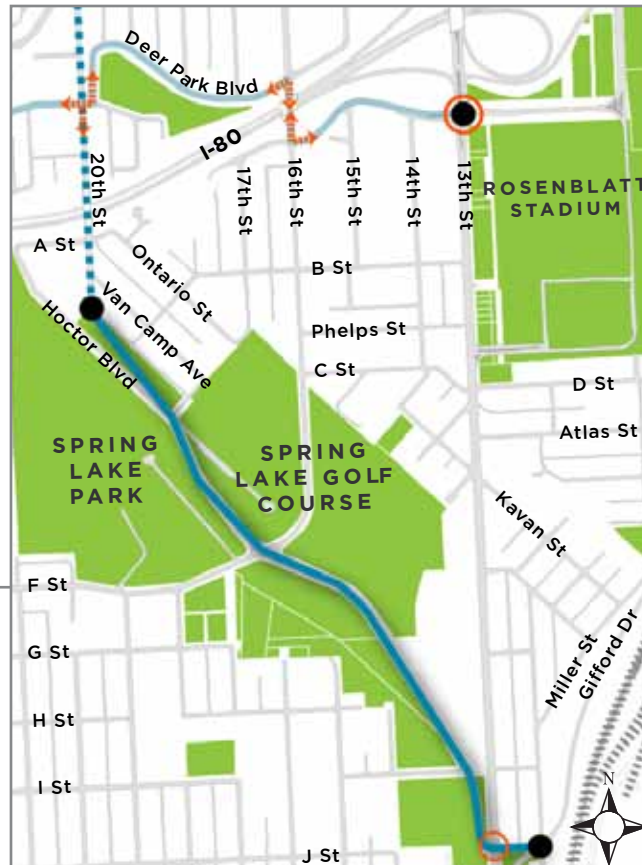 Deer Park Blvd
I-80
20th St
17th St
16th St
15th St
14th St
13th St
ROSENBLATT
STADIUM
A St
Ontario St
B St
Van Camp Ave
Hoctor Blvd
Phelps St
C St
D St
Atlas St
SPRING
LAKE
PARK
SPRING
LAKE GOLF
COURSE
Kavan St
F St
G St
Miller St
Gifford Dr
H St
I St
J St
N